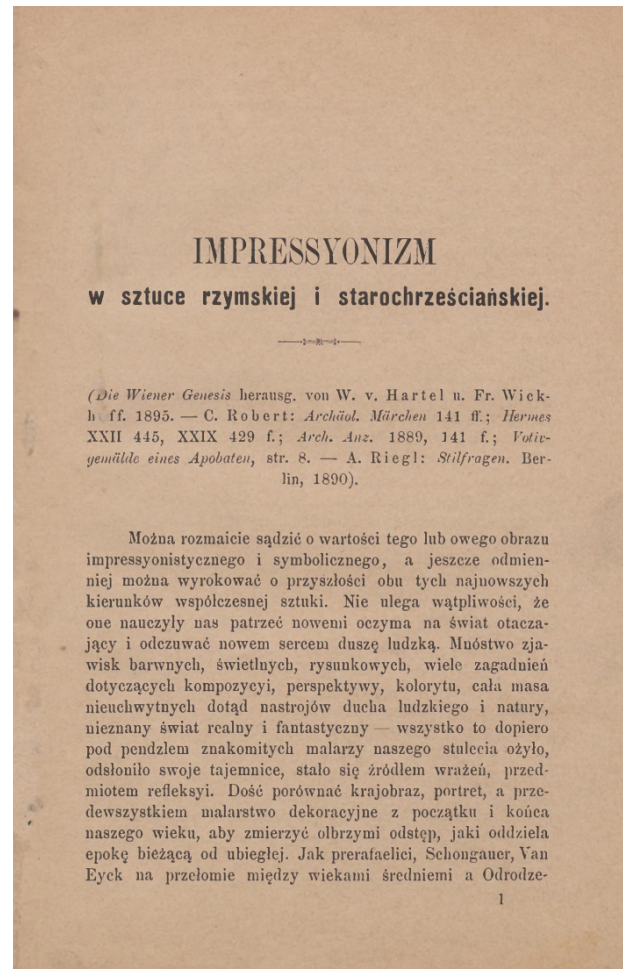 IMPRESSYONIZM
w sztuce rzymskiej i starochrześciańskiej.
(Die Wiener Genesis herausg. von W. v. Hartel u. Fr. Wick-
h ff. 1895. — C. Robert: Archäol. Märchen 141 ff.; Hermes
XXII 445, XXIX 429 f.; Arch. Anz. 1889, 141 f.; Votiv-
gemälde eines Apobaten, str. 8. — A. Riegl: Stilfragen. Ber-
lin, 1890).
Można rozmaicie sądzić o wartości tego lub owego obrazu
impressyonistycznego i symbolicznego, a jeszcze odmien-
niej można wyrokować o przyszłości obu tych najnowszych
kierunków współczesnej sztuki. Nie ulega wątpliwości, że
one nauczyły nas patrzeć nowemi oczyma na świat otacza-
jący i odczuwać nowem sercem duszę ludzką. Mnóstwo zja-
wisk barwnych, świetlnych, rysunkowych, wiele zagadnień
dotyczących kompozycyi, perspektywy, kolorytu, cała masa
nieuchwytnych dotąd nastrojów ducha ludzkiego i natury,
nieznany świat realny i fantastyczny — wszystko to dopiero
pod pendzlem znakomitych malarzy naszego stulecia ożyło,
odsłoniło swoje tajemnice, stało się źródłem wrażeń, przed-
miotem refleksyi. Dość porównać krajobraz, portret, a prze-
dewszystkiem malarstwo dekoracyjne z początku i końca
naszego wieku, aby zmierzyć olbrzymi odstęp, jaki oddziela
epokę bieżącą od ubiegłej. Jak prerafaelici, Schongauer, Van
Eyck na przełomie między wiekami średniemi a Odrodze-
1